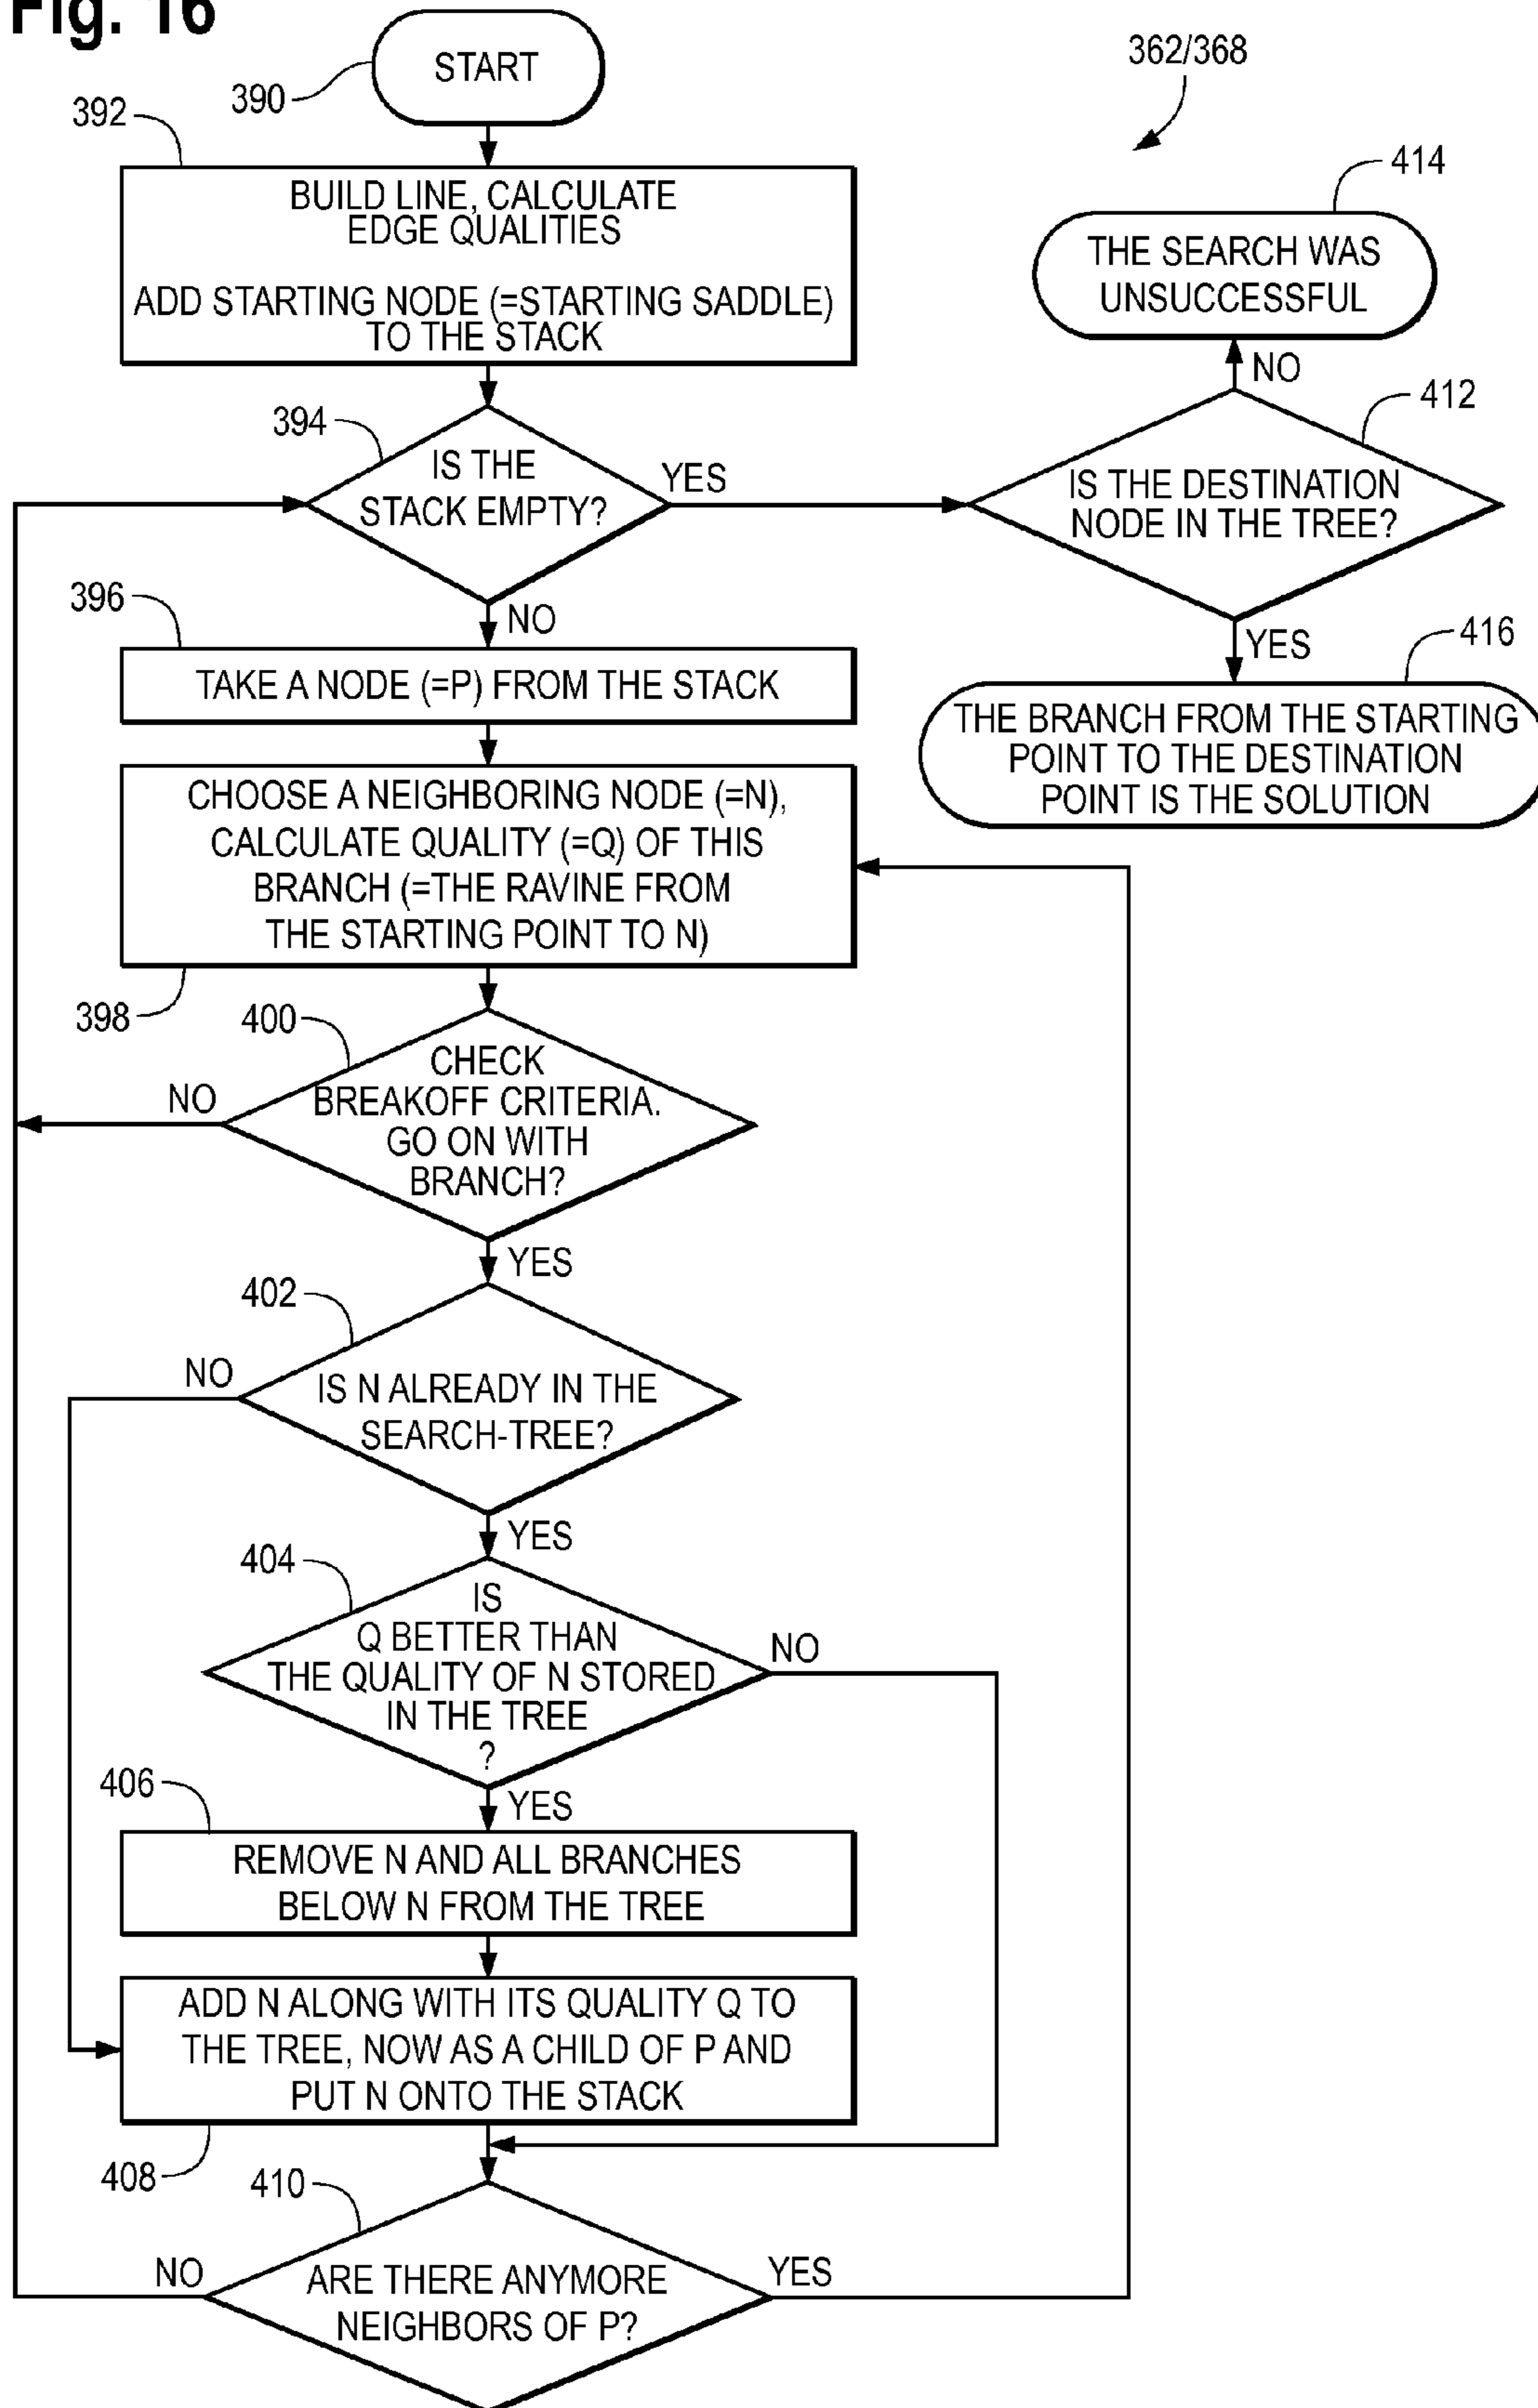 Fig. 16
START
390
362/368
392
BUILD LINE, CALCULATE
EDGE QUALITIES
ADD STARTING NODE (=STARTING SADDLE)
TO THE STACK
414
THE SEARCH WAS
UNSUCCESSFUL
NO
412
394
IS THE
STACK EMPTY?
YES
IS THE DESTINATION
NODE IN THE TREE?
NO
YES
396
TAKE A NODE (=P) FROM THE STACK
416
THE BRANCH FROM THE STARTING
POINT TO THE DESTINATION
POINT IS THE SOLUTION
CHOOSE A NEIGHBORING NODE (=N),
CALCULATE QUALITY (=Q) OF THIS
BRANCH (=THE RAVINE FROM
THE STARTING POINT TO N)
398
400
CHECK
BREAKOFF CRITERIA.
GO ON WITH
BRANCH?
NO
YES
402
NO
IS N ALREADY IN THE
SEARCH-TREE?
YES
404
IS
Q BETTER THAN
THE QUALITY OF N STORED
IN THE TREE
?
NO
YES
406
REMOVE N AND ALL BRANCHES
BELOW N FROM THE TREE
ADD N ALONG WITH ITS QUALITY Q TO
THE TREE, NOW AS A CHILD OF P AND
PUT N ONTO THE STACK
408
410
NO
ARE THERE ANYMORE
NEIGHBORS OF P?
YES